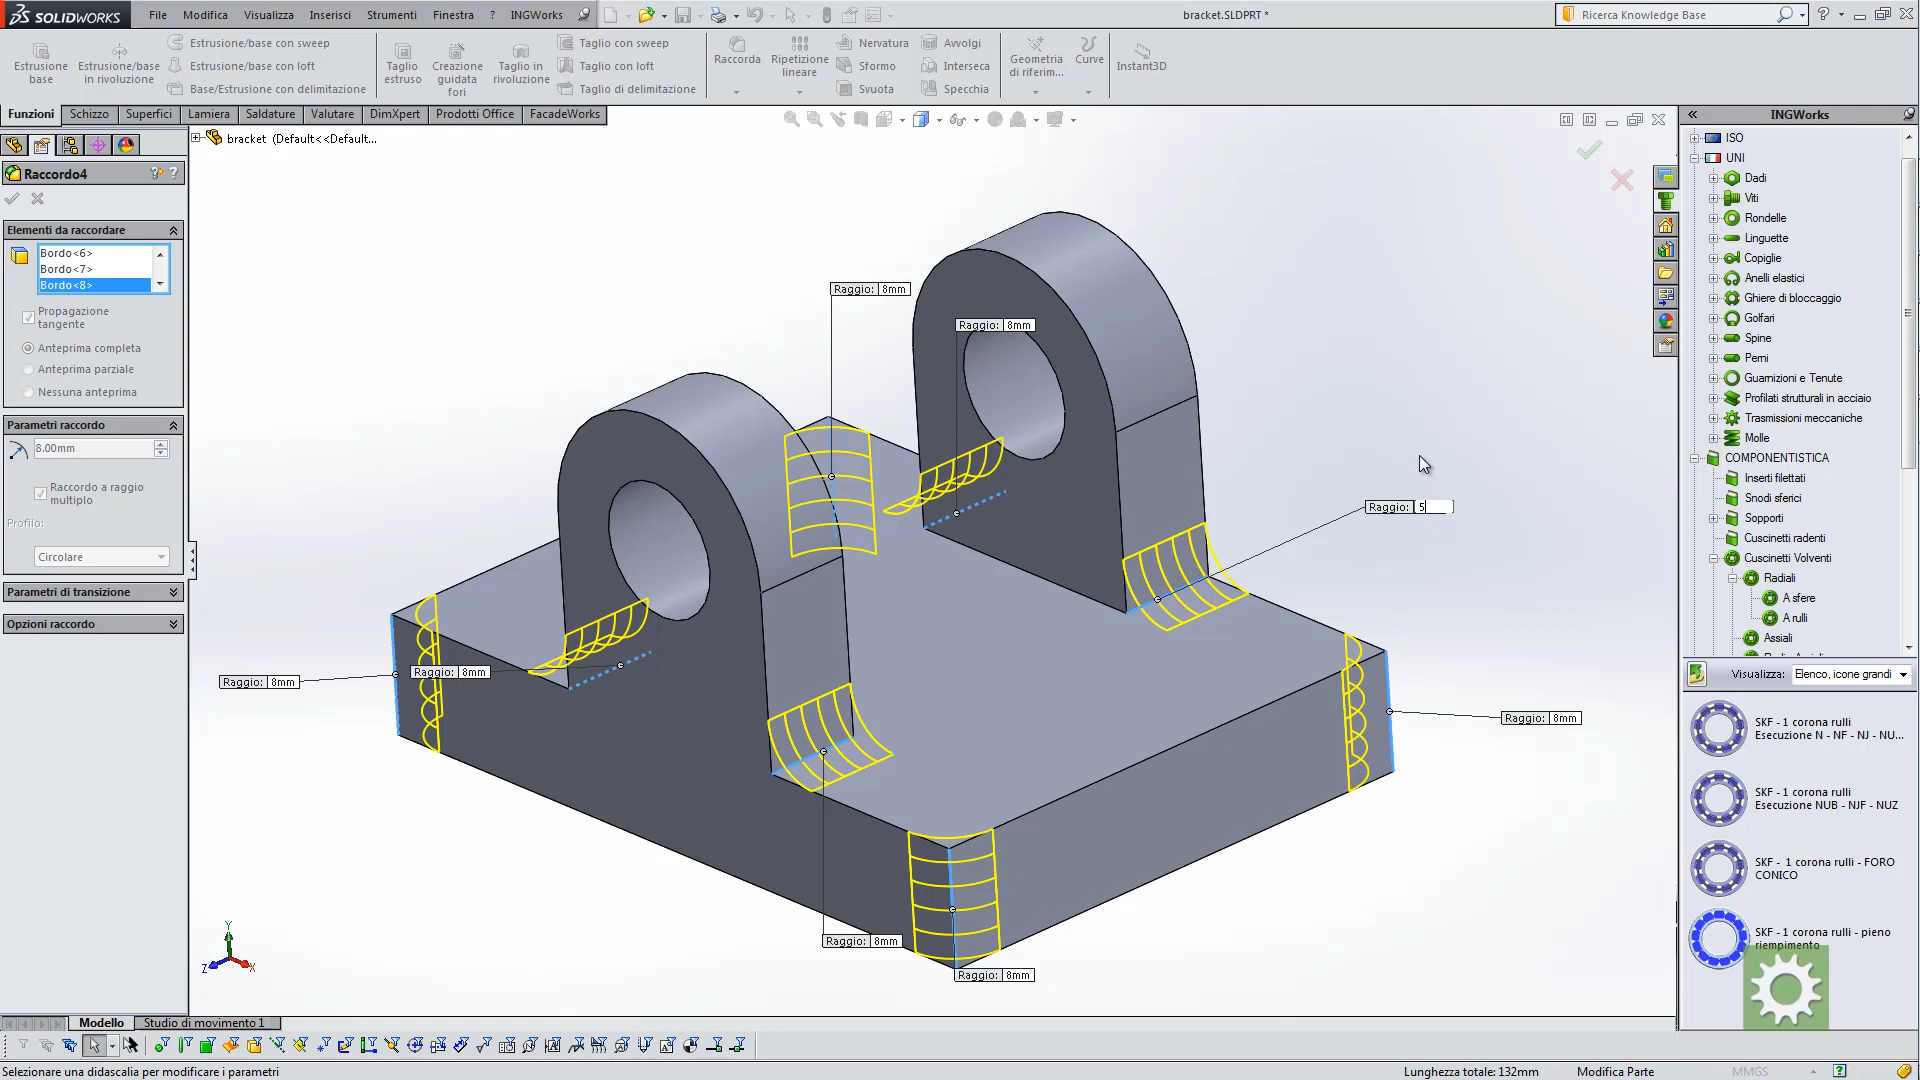 SOLIDWORKS
File Modifica Visualizza Inserisci Strumenti Finestra ? INGWorks
bracket.SLDPRT *
Ricerca Knowledge Base
Estrusione
base
Estrusione/base
in rivoluzione
Estrusione/base con sweep
Estrusione/base con loft
Base/Estrusione con delimitazione
Taglio
estruso
Creazione
guidata
fori
Taglio in
rivoluzione
Taglio con sweep
Taglio con loft
Taglio di delimitazione
Raccorda
Ripetizione
lineare
Nervatura
Sformo
Svuota
Avvolgi
Interseca
Specchia
Geometria
di riferim...
Curve
Instant3D
Funzioni Schizzo Superfici Lamiera Saldature Valutare DimXpert Prodotti Office FacadeWorks
bracket (Default<<Default...
Raccordo4
Elementi da raccordare
Bordo<6>
Bordo<7>
Bordo<8>
Propagazione
tangente
Anteprima completa
Anteprima parziale
Nessuna anteprima
Parametri raccordo
8.00mm
Raccordo a raggio
multiplo
Profilo:
Circolare
Parametri di transizione
Opzioni raccordo
Raggio: 8mm
Raggio: 8mm
Raggio: 5
Raggio: 8mm
Raggio: 8mm
Raggio: 8mm
Raggio: 8mm
Raggio: 8mm
Y
Z
X
INGWorks
ISO
UNI
Dadi
Viti
Rondelle
Linguette
Copiglie
Anelli elastici
Ghiere di bloccaggio
Golfari
Spine
Perni
Guarnizioni e Tenute
Profilati strutturali in acciaio
Trasmissioni meccaniche
Molle
COMPONENTISTICA
Inserti filettati
Snodi sferici
Sopporti
Cuscinetti radenti
Cuscinetti Volventi
Radiali
A sfere
A rulli
Assiali
Visualizza: Elenco, icone grandi
SKF - 1 corona rulli
Esecuzione N - NF - NJ - NU...
SKF - 1 corona rulli
Esecuzione NUB - NJF - NUZ
SKF - 1 corona rulli - FORO
CONICO
SKF - 1 corona rulli - pieno
riempimento
Modello Studio di movimento 1
Selezionare una didascalia per modificare i parametri
Lunghezza totale: 132mm Modifica Parte MMGS